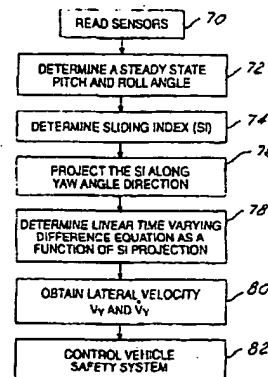 READ SENSORS
70
DETERMINE A STEADY STATE
PITCH AND ROLL ANGLE
72
DETERMINE SLIDING INDEX (SI)
74
PROJECT THE SI ALONG
YAW ANGLE DIRECTION
DETERMINE LINEAR TIME VARYING
DIFFERENCE EQUATION AS A
FUNCTION OF SI PROJECTION
78
OBTAIN LATERAL VELOCITY
VY AND V̇Y
80
CONTROL VEHICLE
SAFETY SYSTEM
82